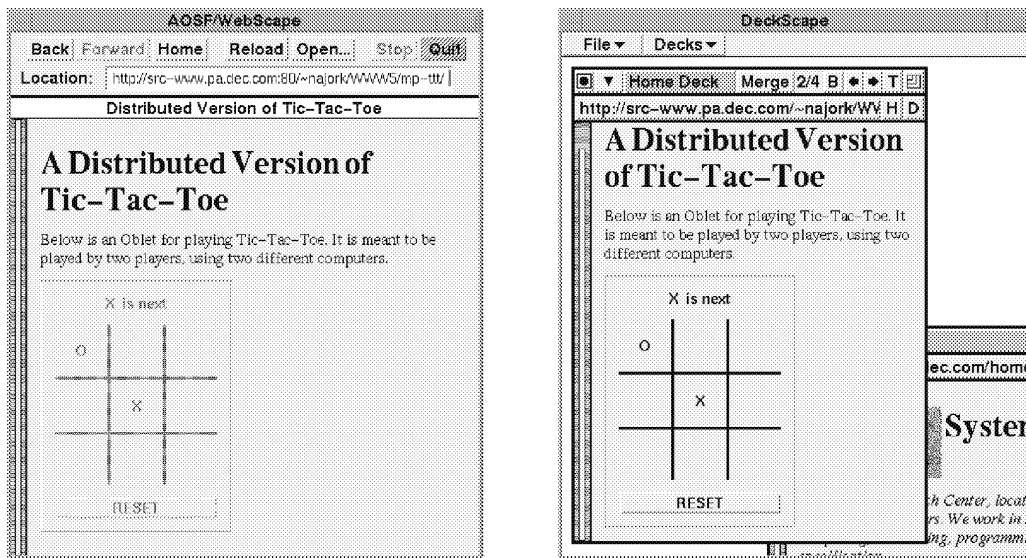 AOSF/WebScape
Back Forward Home Reload Open... Stop Quit
Location: http://src-www.pa.dec.com:80/~najork/WWW5/mp-ttt/
Distributed Version of Tic-Tac-Toe
A Distributed Version of
Tic-Tac-Toe
Below is an Oblet for playing Tic-Tac-Toe. It is meant to be
played by two players, using two different computers.
X is next
O
X
RESET
DeckScape
File Decks
Home Deck Merge 2/4 B T
http://src-www.pa.dec.com/~najork/WV H D
A Distributed Version
of Tic-Tac-Toe
Below is an Oblet for playing Tic-Tac-Toe. It
is meant to be played by two players, using two
different computers.
X is next
O
X
RESET
ec.com/home
System
h Center, locat
rs. We work in
ing, programm